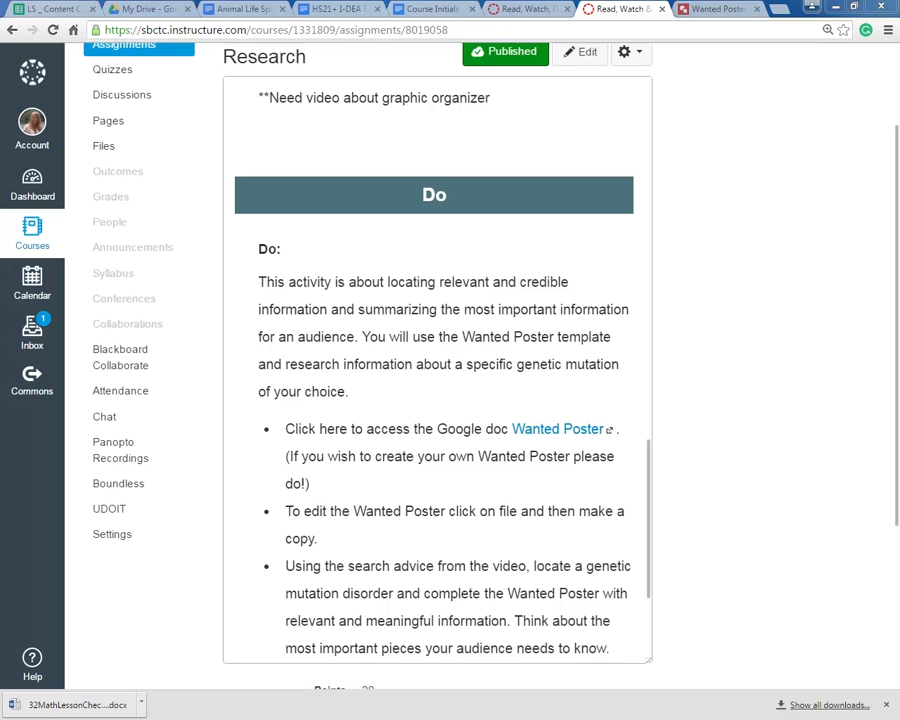 LS _ Content C
My Drive - Goo
Animal Life Sp
HS21+ I-DEA D
Course Initials
Read, Watch, D
Read, Watch &
Wanted Poster
https://sbctc.instructure.com/courses/1331809/assignments/8019058
Assignments
Research
Published
Edit
Quizzes
**Need video about graphic organizer
Discussions
Pages
Account
Files
Outcomes
Dashboard
Grades
Do
People
Courses
Announcements
Do:
Syllabus
This activity is about locating relevant and credible
Calendar
Conferences
information and summarizing the most important information
Collaborations
1
for an audience. You will use the Wanted Poster template
Inbox
Blackboard
Collaborate
and research information about a specific genetic mutation
Commons
Attendance
of your choice.
Chat
Click here to access the Google doc Wanted Poster .
Panopto
Recordings
(If you wish to create your own Wanted Poster please
Boundless
do!)
UDOIT
To edit the Wanted Poster click on file and then make a
Settings
copy.
Using the search advice from the video, locate a genetic
mutation disorder and complete the Wanted Poster with
relevant and meaningful information. Think about the
most important pieces your audience needs to know.
Help
32MathLessonChec....docx
Show all downloads...